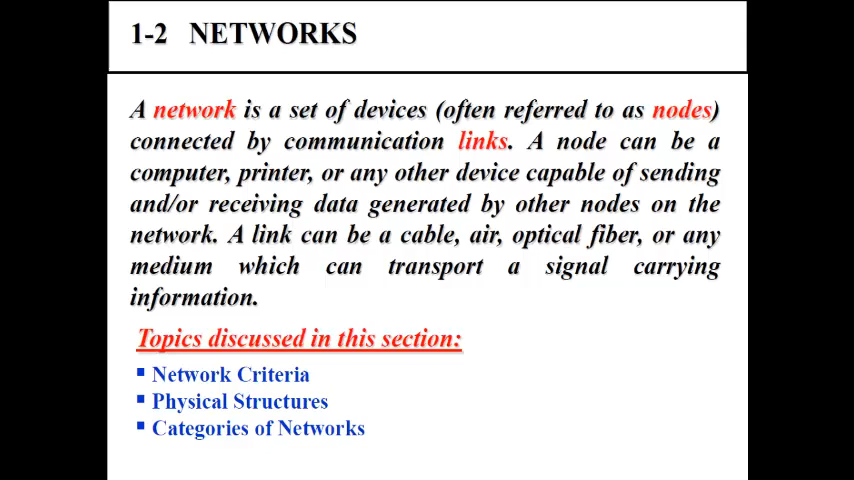 1-2 NETWORKS
A network is a set of devices (often referred to as nodes)
connected by communication links. A node can be a
computer, printer, or any other device capable of sending
and/or receiving data generated by other nodes on the
network. A link can be a cable, air, optical fiber, or any
medium which can transport a signal carrying
information.
Topics discussed in this section:
▪ Network Criteria
▪ Physical Structures
▪ Categories of Networks